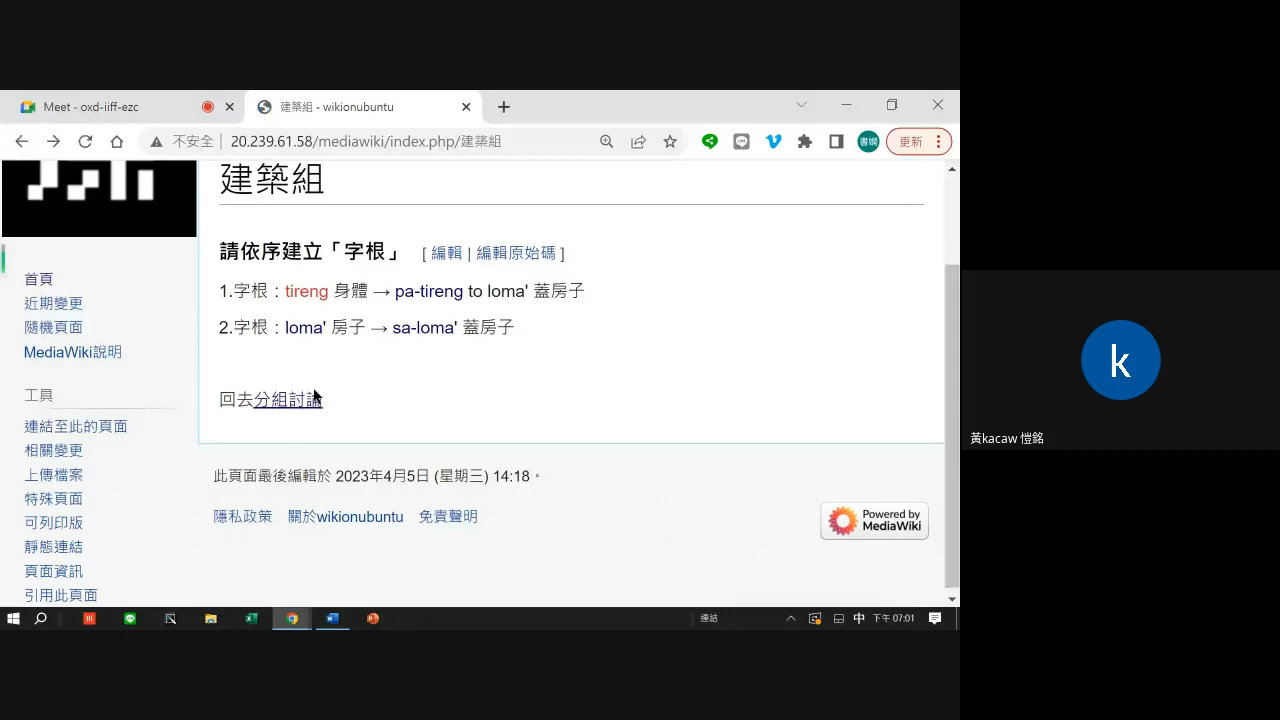 Meet - oxd-iiff-ezc
建築組 - wikionubuntu
不安全
20.239.61.58/mediawiki/index.php/建築組
書嫻
更新
建築組
請依序建立「字根」 [ 編輯 | 編輯原始碼 ]
1.字根：tireng 身體 → pa-tireng to loma' 蓋房子
2.字根：loma' 房子 → sa-loma' 蓋房子
回去分組討論
此頁面最後編輯於 2023年4月5日 (星期三) 14:18。
隱私政策 關於wikionubuntu 免責聲明
Powered by
MediaWiki
首頁
近期變更
隨機頁面
MediaWiki說明
工具
連結至此的頁面
相關變更
上傳檔案
特殊頁面
可列印版
靜態連結
頁面資訊
引用此頁面
連結
中
下午 07:01
k
黃kacaw 愷銘